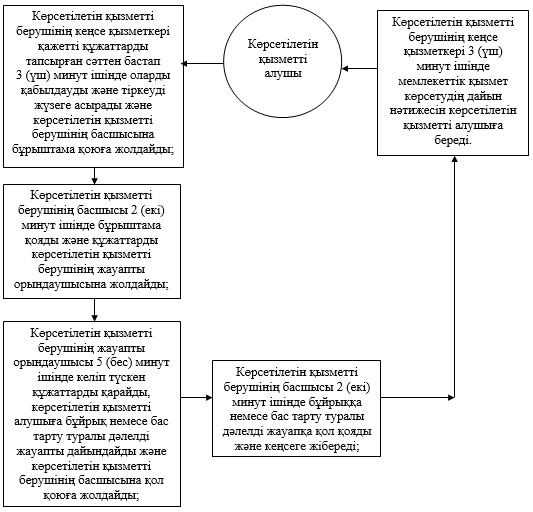 Көрсетілетін қызметті
берушінің кеңсе қызметкері
қажетті құжаттарды
тапсырған сәттен бастап
3 (үш) минут ішінде оларды
қабылдауды және тіркеуді
жүзеге асырады және
көрсетілетін қызметті
берушінің басшысына
бұрыштама қоюға жолдайды;
Көрсетілетін
қызметті
алушы
Көрсетілетін қызметті
берушінің кеңсе
қызметкері 3 (үш)
минут ішінде
мемлекеттік қызмет
көрсетудің дайын
нәтижесін көрсетілетін
қызметті алушыға
береді.
Көрсетілетін қызметті
берушінің басшысы 2 (екі)
минут ішінде бұрыштама
қояды және құжаттарды
көрсетілетін қызметті
берушінің жауапты
орындаушысына жолдайды;
Көрсетілетін қызметті
берушінің жауапты
орындаушысы 5 (бес) минут
ішінде келіп түскен
құжаттарды қарайды,
көрсетілетін қызметті
алушыға бұйрық немесе бас
тарту туралы дәлелді
жауапты дайындайды және
көрсетілетін қызметті
берушінің басшысына қол
қоюға жолдайды;
Көрсетілетін қызметті
берушінің басшысы 2 (екі)
минут ішінде бұйрыққа
немесе бас тарту туралы
дәлелді жауапқа қол қояды
және кеңсеге жібереді;